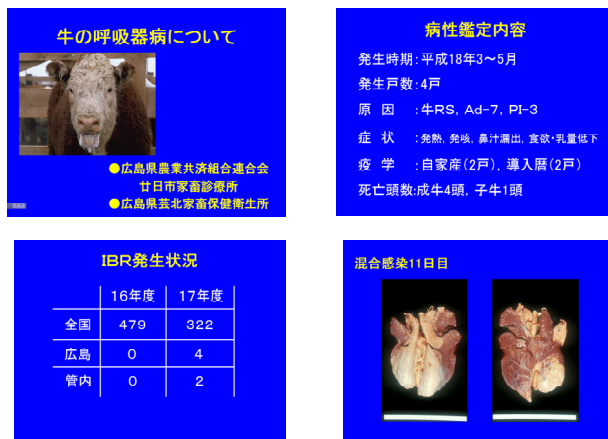 牛の呼吸器病について
●広島県農業共済組合連合会
廿日市家畜診療所
●広島県芸北家畜保健衛生所
病性鑑定内容
発生時期:平成18年3～5月
発生戸数:4戸
原 因 :牛RS, Ad-7, PI-3
症 状 :発熱, 発咳, 鼻汁漏出, 食欲・乳量低下
疫 学 :自家産(2戸), 導入暦(2戸)
死亡頭数:成牛4頭, 子牛1頭
IBR発生状況
16年度 17年度
全国 479 322
広島 0 4
管内 0 2
混合感染11日目